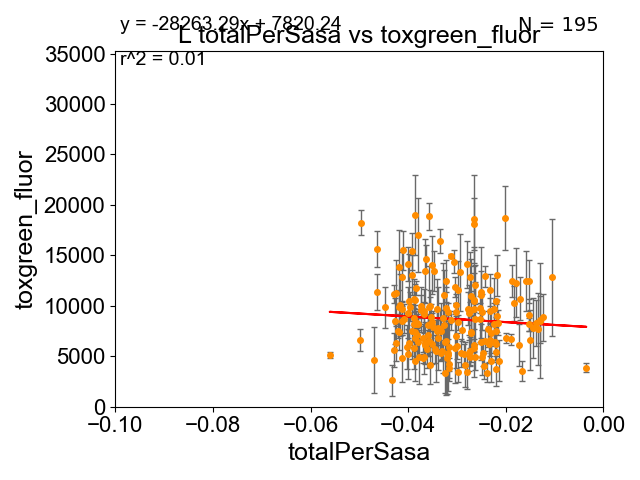 y = -28263.29x + 7820.24
N = 195
L totalPerSasa vs toxgreen_fluor
r^2 = 0.01
35000
30000
25000
20000
15000
10000
5000
0
toxgreen_fluor
−0.10
−0.08
−0.06
−0.04
−0.02
0.00
totalPerSasa